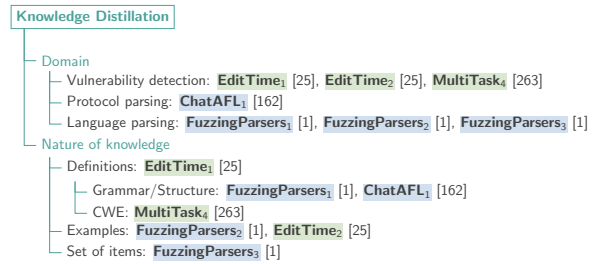 Knowledge Distillation
Domain
Vulnerability detection: EditTime₁ [25], EditTime₂ [25], MultiTask₄ [263]
Protocol parsing: ChatAFL₁ [162]
Language parsing: FuzzingParsers₁ [1], FuzzingParsers₂ [1], FuzzingParsers₃ [1]
Nature of knowledge
Definitions: EditTime₁ [25]
Grammar/Structure: FuzzingParsers₁ [1], ChatAFL₁ [162]
CWE: MultiTask₄ [263]
Examples: FuzzingParsers₂ [1], EditTime₂ [25]
Set of items: FuzzingParsers₃ [1]